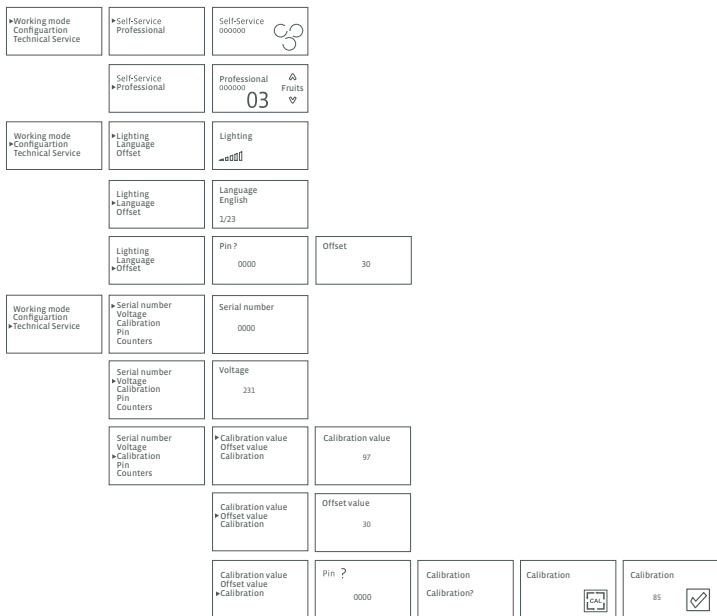 ▸Working mode
Configuartion
Technical Service
▸Self-Service
Professional
Self-Service
000000
Self-Service
▸Professional
Professional
000000
03
Fruits
Working mode
▸Configuartion
Technical Service
▸Lighting
Language
Offset
Lighting
Lighting
▸Language
Offset
Language
English
1/23
Lighting
Language
▸Offset
Pin ?
0000
Offset
30
Working mode
Configuartion
▸Technical Service
▸Serial number
Voltage
Calibration
Pin
Counters
Serial number
0000
Serial number
▸Voltage
Calibration
Pin
Counters
Voltage
231
Serial number
Voltage
▸Calibration
Pin
Counters
▸Calibration value
Offset value
Calibration
Calibration value
97
Calibration value
▸Offset value
Calibration
Offset value
30
Calibration value
Offset value
▸Calibration
Pin ?
0000
Calibration
Calibration?
Calibration
CAL
Calibration
85